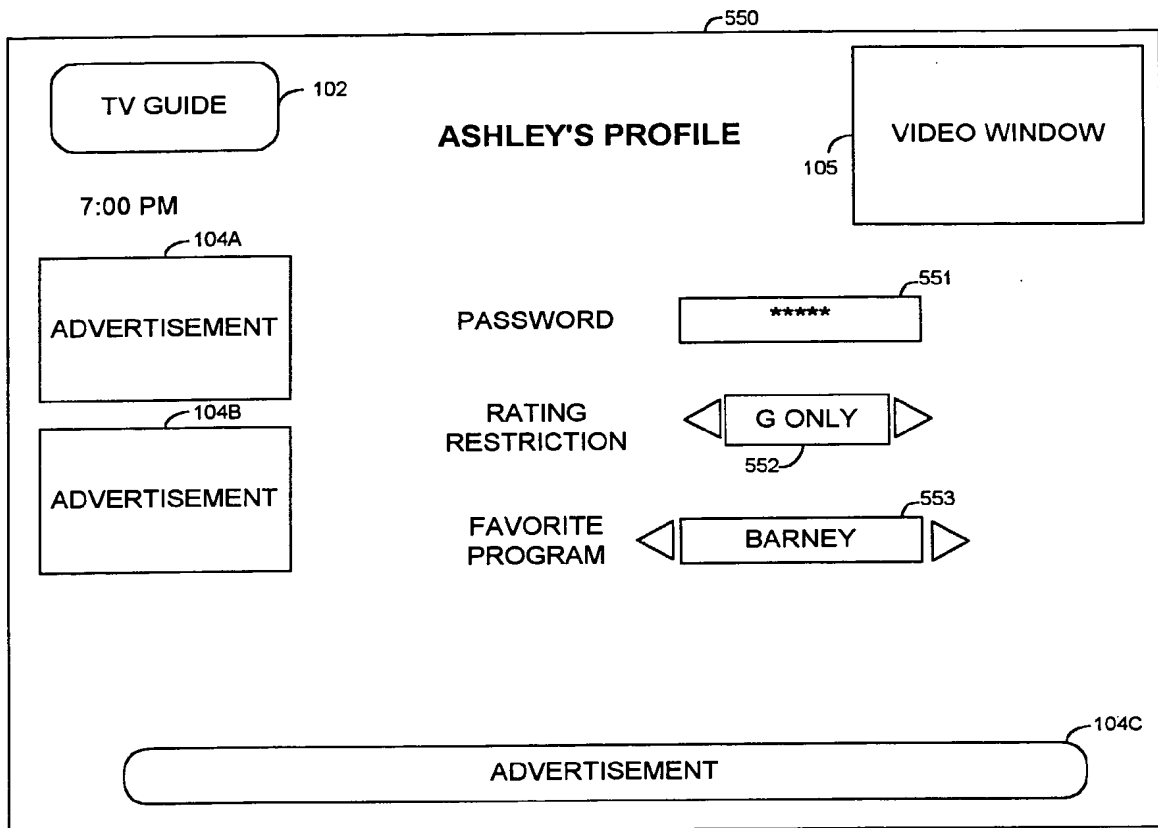 550
TV GUIDE
102
ASHLEY'S PROFILE
VIDEO WINDOW
105
7:00 PM
104A
ADVERTISEMENT
104B
ADVERTISEMENT
551
PASSWORD
*****
RATING
RESTRICTION
G ONLY
552
553
FAVORITE
PROGRAM
BARNEY
104C
ADVERTISEMENT